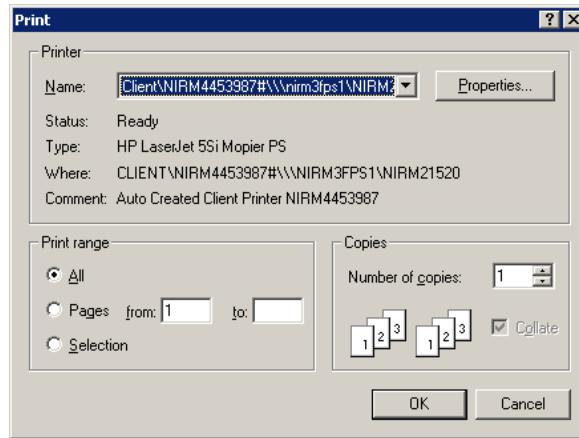 Print
Printer
Name: Client\NIRM4453987#\\\nirm3fps1\NIRM2 Properties...
Status: Ready
Type: HP LaserJet 5Si Mopier PS
Where: CLIENT\NIRM4453987#\\\NIRM3FPS1\NIRM21520
Comment: Auto Created Client Printer NIRM4453987
Print range
All
Pages from: 1 to:
Selection
Copies
Number of copies: 1
1 2 3 1 2 3 Collate
OK Cancel